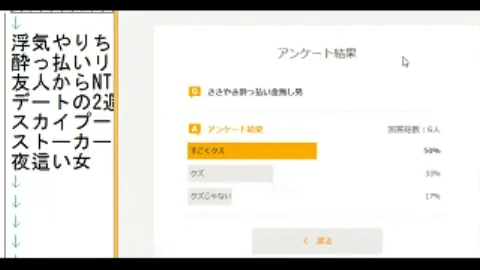 ↓
浮気やりち
酔っ払いリ
友人からNT
デートの2週
スカイプー
ストーカー
夜這い女
↓
↓
↓
↓
↓
アンケート結果
Q ささやき酔っ払い金無し男
A アンケート結果 回答総数:6人
すごくクズ 50%
クズ 33%
クズじゃない 17%
< 戻る